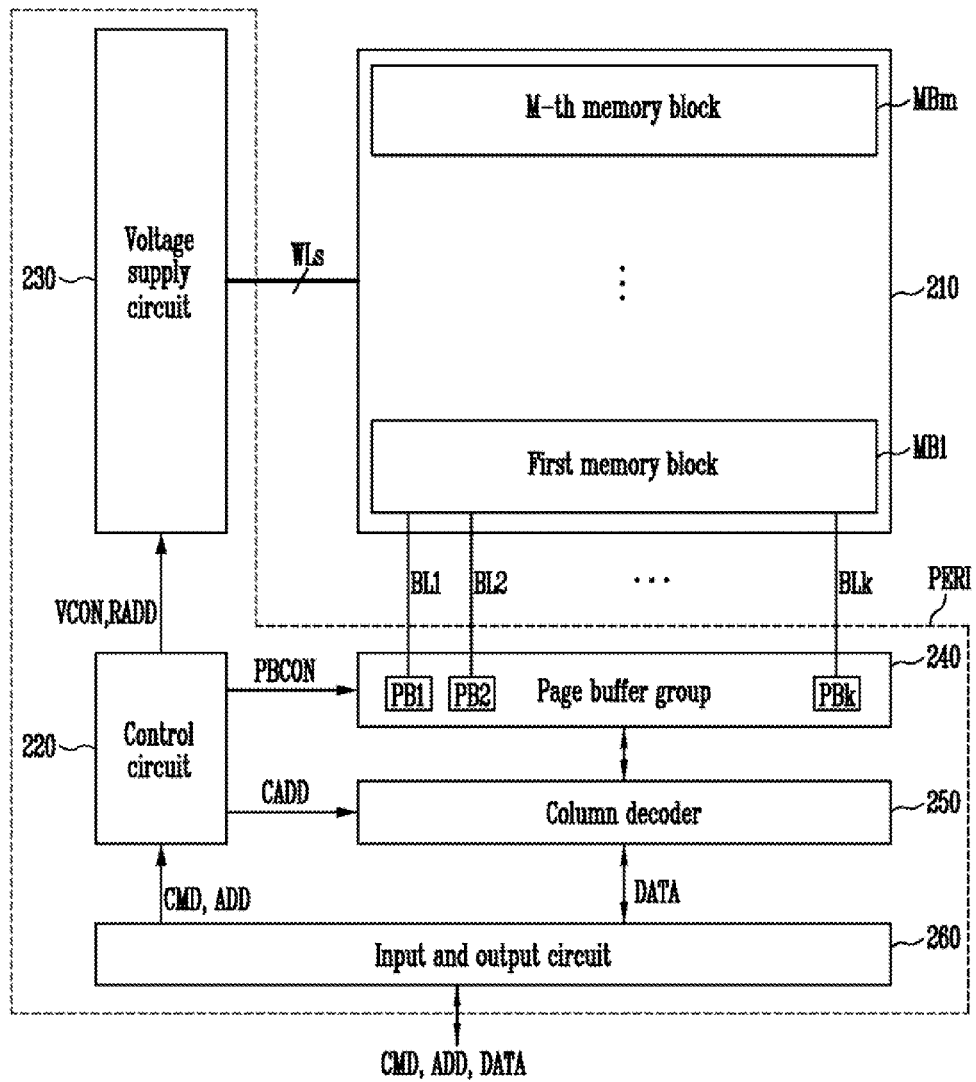 M-th memory block
MBm
Voltage
supply
circuit
230
WLs
210
First memory block
MB1
BL1
BL2
BLk
PERI
VCON,RADD
PBCON
240
PB1
PB2
Page buffer group
PBk
Control
circuit
220
CADD
250
Column decoder
CMD, ADD
DATA
260
Input and output circuit
CMD, ADD, DATA